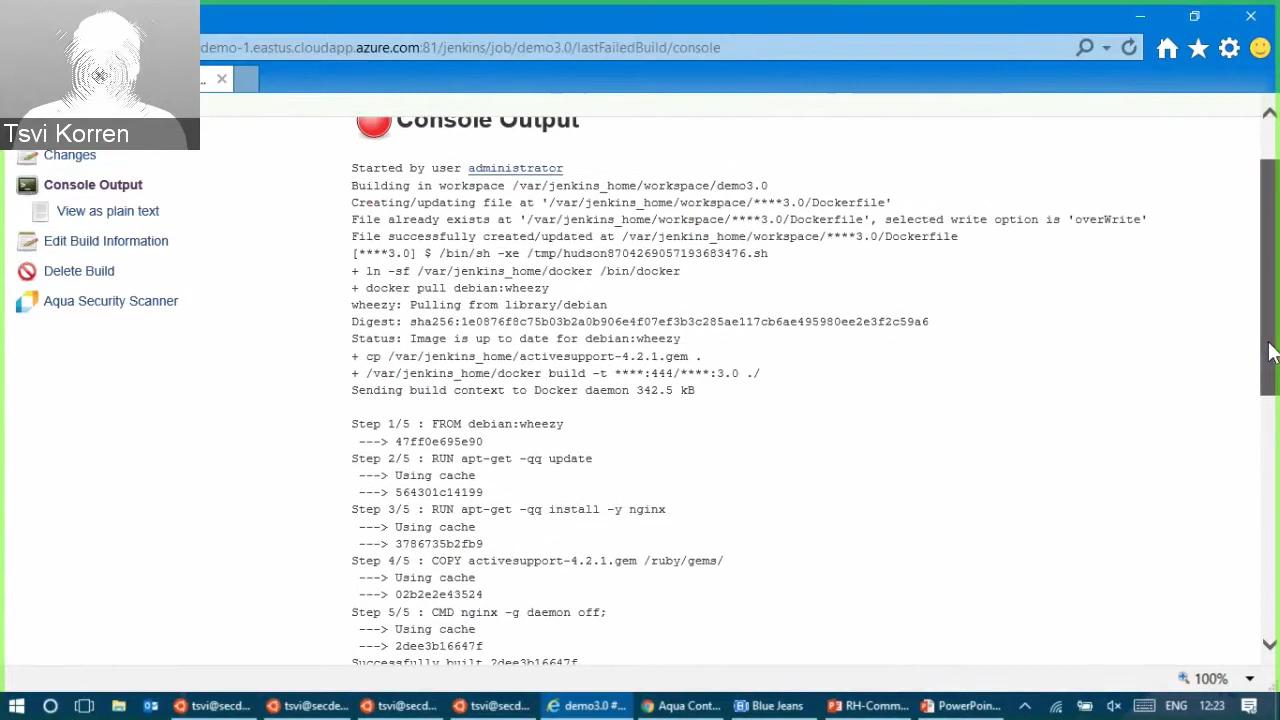 demo-1.eastus.cloudapp.azure.com:81/jenkins/job/demo3.0/lastFailedBuild/console
..
Tsvi Korren
Console Output
Changes
Console Output
View as plain text
Edit Build Information
Delete Build
Aqua Security Scanner
Started by user administrator
Building in workspace /var/jenkins_home/workspace/demo3.0
Creating/updating file at '/var/jenkins_home/workspace/****3.0/Dockerfile'
File already exists at '/var/jenkins_home/workspace/****3.0/Dockerfile', selected write option is 'overWrite'
File successfully created/updated at /var/jenkins_home/workspace/****3.0/Dockerfile
[****3.0] $ /bin/sh -xe /tmp/hudson8704269057193683476.sh
+ ln -sf /var/jenkins_home/docker /bin/docker
+ docker pull debian:wheezy
wheezy: Pulling from library/debian
Digest: sha256:1e0876f8c75b03b2a0b906e4f07ef3b3c285ae117cb6ae495980ee2e3f2c59a6
Status: Image is up to date for debian:wheezy
+ cp /var/jenkins_home/activesupport-4.2.1.gem .
+ /var/jenkins_home/docker build -t ****:444/****:3.0 ./
Sending build context to Docker daemon 342.5 kB
Step 1/5 : FROM debian:wheezy
---> 47ff0e695e90
Step 2/5 : RUN apt-get -qq update
---> Using cache
---> 564301c14199
Step 3/5 : RUN apt-get -qq install -y nginx
---> Using cache
---> 3786735b2fb9
Step 4/5 : COPY activesupport-4.2.1.gem /ruby/gems/
---> Using cache
---> 02b2e2e43524
Step 5/5 : CMD nginx -g daemon off;
---> Using cache
---> 2dee3b16647f
Successfully built 2dee3b16647f
100%
tsvi@secd...
tsvi@secde...
tsvi@secd...
tsvi@secd...
demo3.0 #...
Aqua Cont...
Blue Jeans
RH-Comm...
PowerPoin...
ENG
12:23